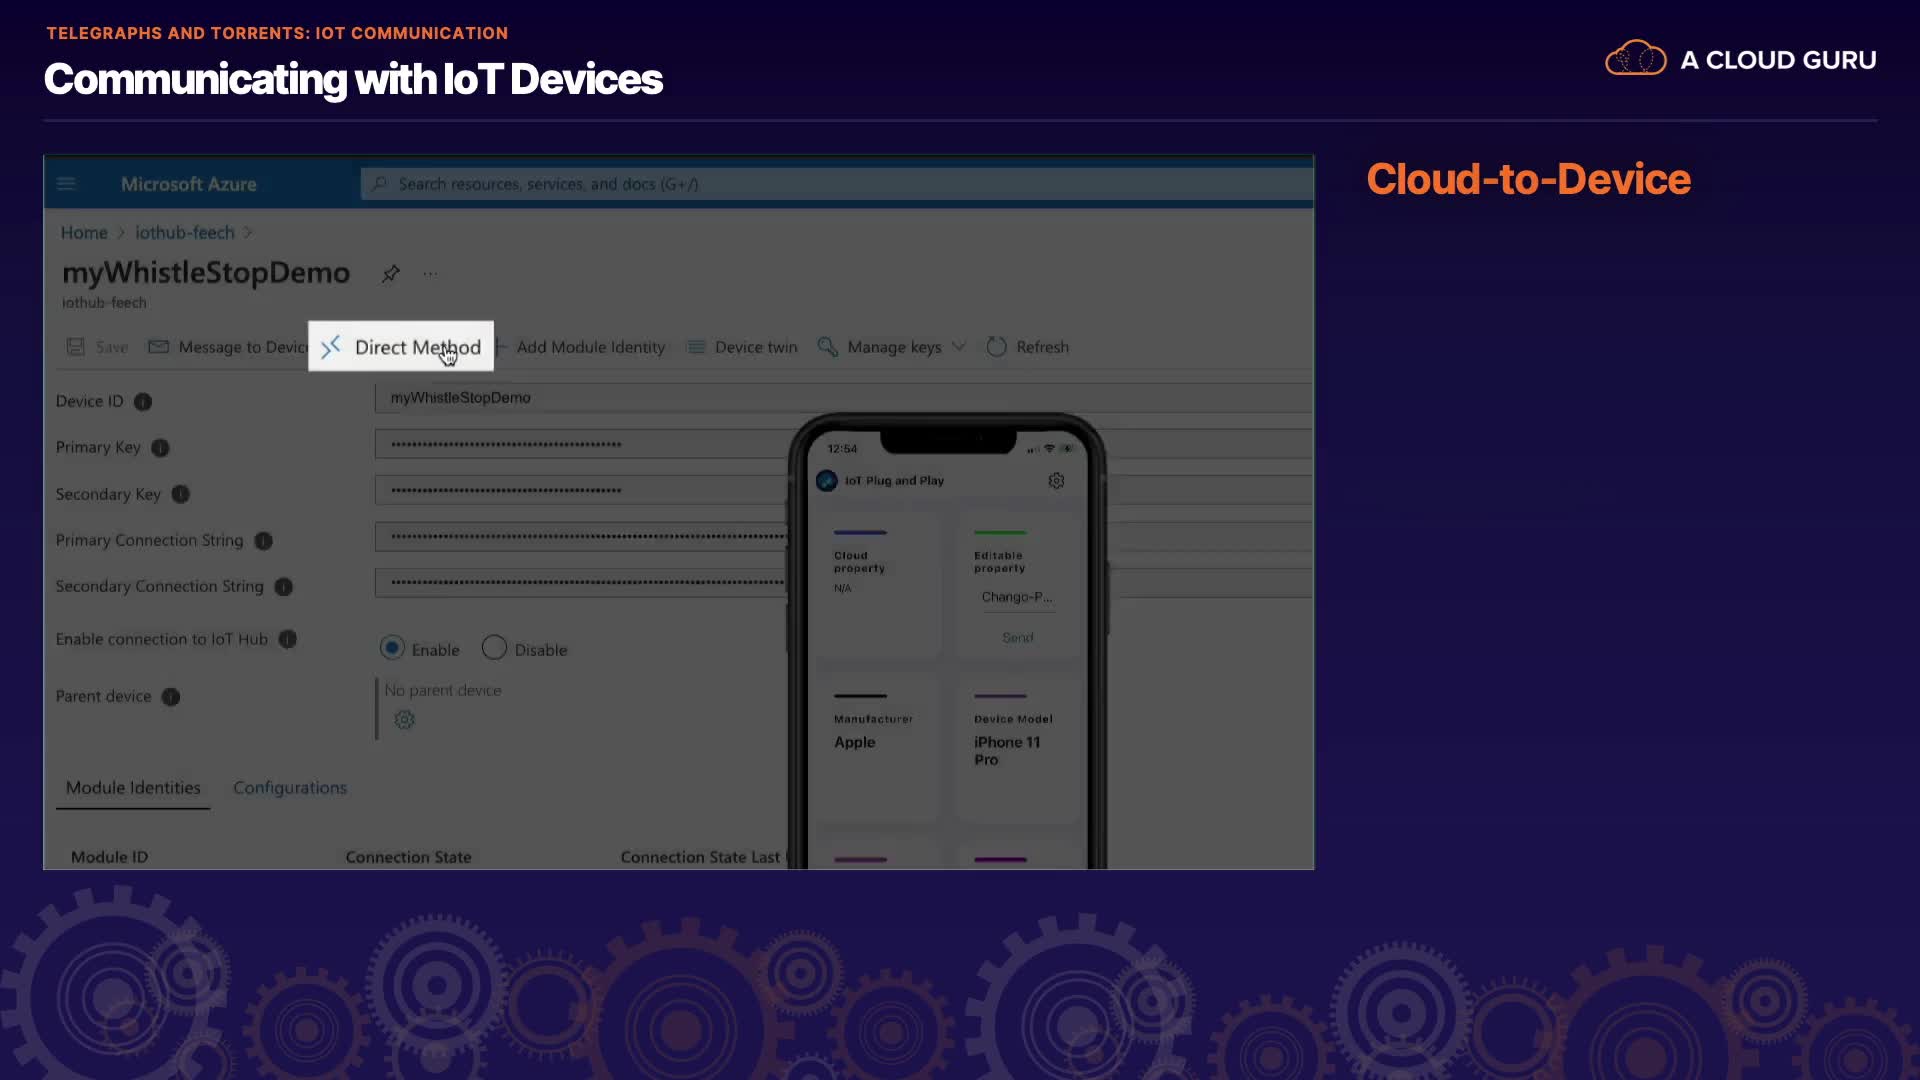 TELEGRAPHS AND TORRENTS: IOT COMMUNICATION
Communicating with IoT Devices
A CLOUD GURU
Microsoft Azure
Search resources, services, and docs (G+/)
Cloud-to-Device
Home > iothub-feech >
myWhistleStopDemo ...
iothub-feech
Save Message to Devic Direct Method Add Module Identity Device twin Manage keys Refresh
Device ID myWhistleStopDemo
Primary Key
Secondary Key
Primary Connection String
Secondary Connection String
Enable connection to IoT Hub Enable Disable
Parent device No parent device
Module Identities Configurations
Module ID Connection State Connection State Last
12:54
IoT Plug and Play
Cloud property
N/A
Editable property
Chango-P...
Send
Manufacturer
Apple
Device Model
iPhone 11
Pro